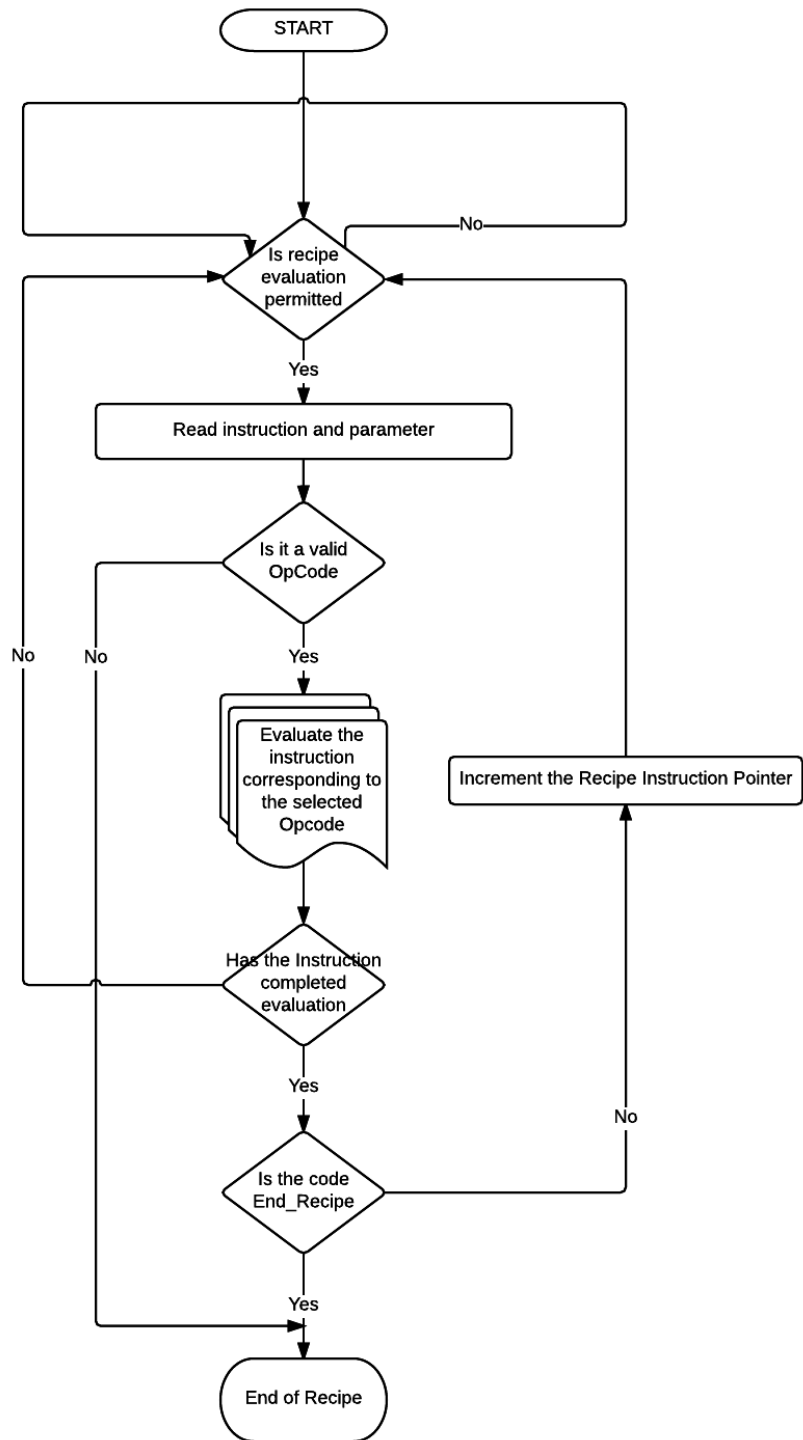 START
No
Is recipe
evaluation
permitted
Yes
Read instruction and parameter
Is it a valid
OpCode
No
No
Yes
Evaluate the
instruction
corresponding to
the selected
Opcode
Increment the Recipe Instruction Pointer
Has the Instruction
completed
evaluation
Yes
No
Is the code
End_Recipe
Yes
End of Recipe